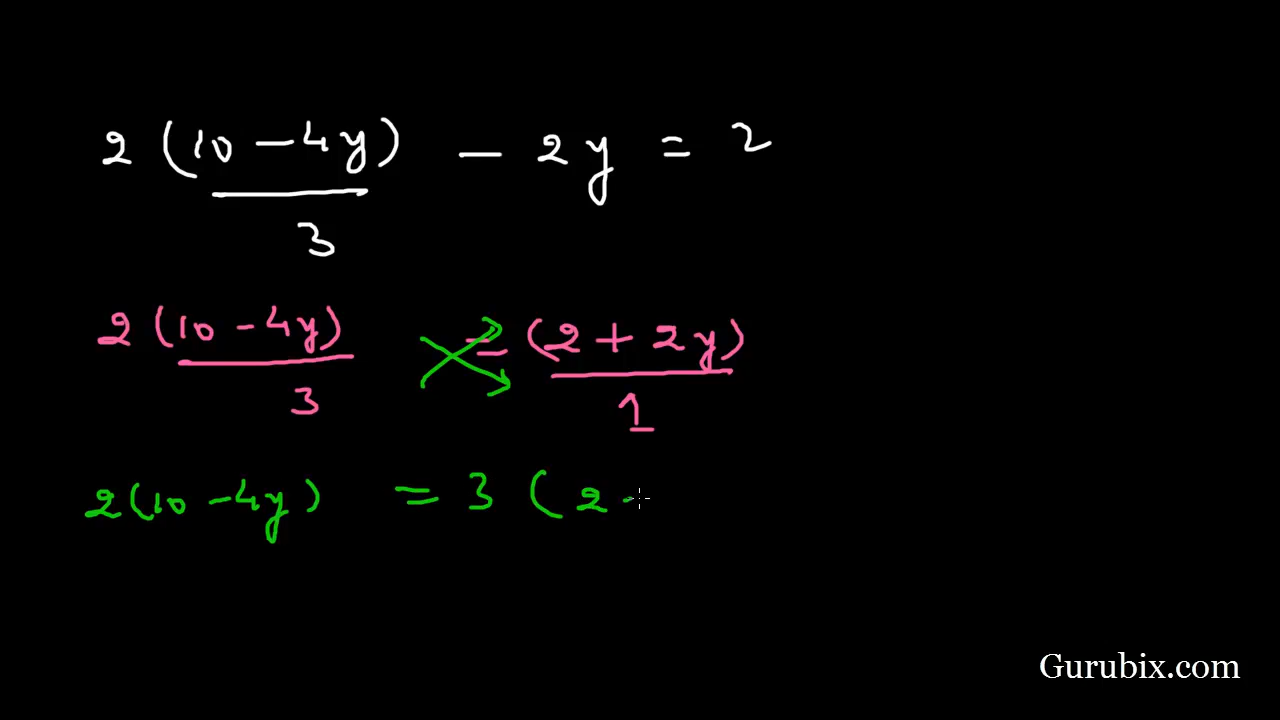 2 (10 - 4y) / 3 - 2y = 2
2 (10 - 4y) / 3 = (2 + 2y) / 1
2 (10 - 4y) = 3 ( 2 -
Gurubix.com